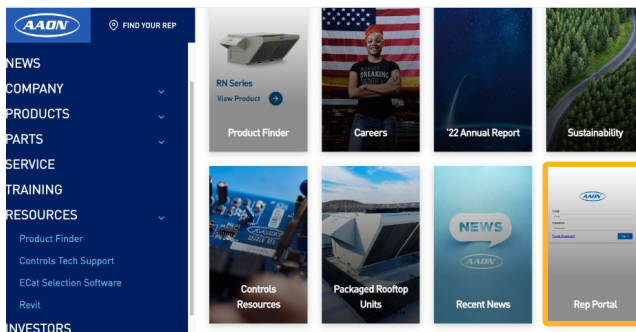 AAON
FIND YOUR REP
NEWS
COMPANY
PRODUCTS
PARTS
SERVICE
TRAINING
RESOURCES
Product Finder
Controls Tech Support
ECat Selection Software
Revit
INVESTORS
RN Series
View Product
Product Finder
BREAKING
Careers
'22 Annual Report
Sustainability
Controls
Resources
Packaged Rooftop
Units
NEWS
AAON
Recent News
AAON
Rep Portal